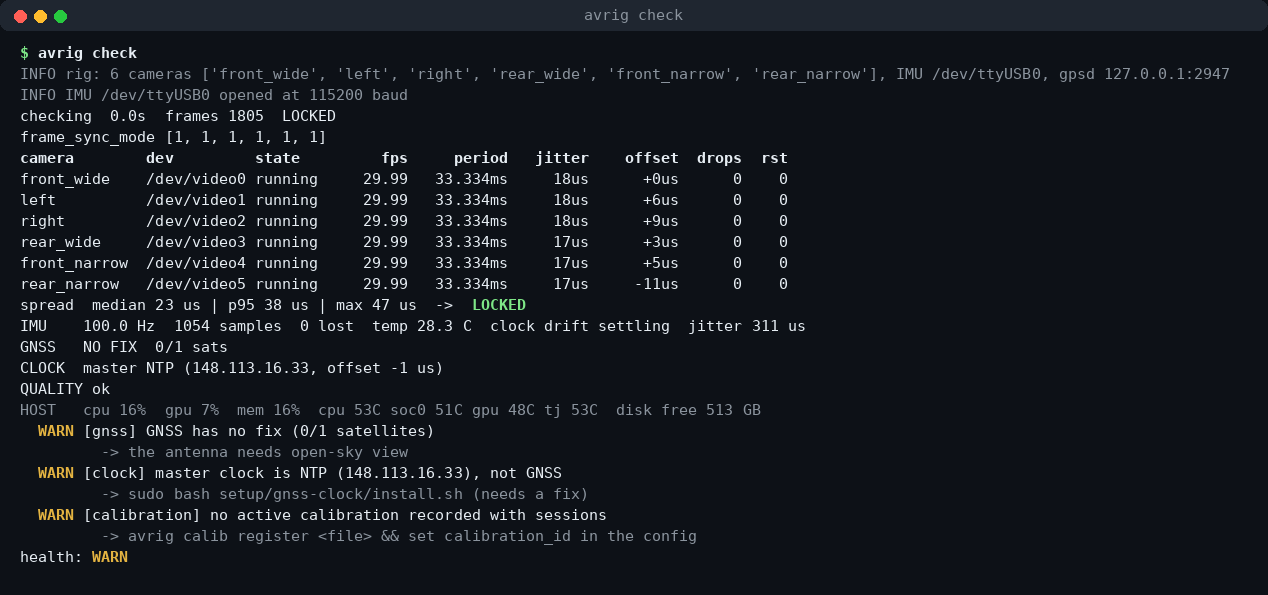 avrig check
$ avrig check
INFO rig: 6 cameras ['front_wide', 'left', 'right', 'rear_wide', 'front_narrow', 'rear_narrow'], IMU /dev/ttyUSB0, gpsd 127.0.0.1:2947
INFO IMU /dev/ttyUSB0 opened at 115200 baud
checking  0.0s  frames 1805  LOCKED
frame_sync_mode [1, 1, 1, 1, 1, 1]
camera        dev         state         fps     period   jitter    offset  drops  rst
front_wide    /dev/video0 running     29.99   33.334ms     18us      +0us      0    0
left          /dev/video1 running     29.99   33.334ms     18us      +6us      0    0
right         /dev/video2 running     29.99   33.334ms     18us      +9us      0    0
rear_wide     /dev/video3 running     29.99   33.334ms     17us      +3us      0    0
front_narrow  /dev/video4 running     29.99   33.334ms     17us      +5us      0    0
rear_narrow   /dev/video5 running     29.99   33.334ms     17us     -11us      0    0
spread  median 23 us | p95 38 us | max 47 us  ->  LOCKED
IMU    100.0 Hz  1054 samples  0 lost  temp 28.3 C  clock drift settling  jitter 311 us
GNSS   NO FIX  0/1 sats
CLOCK  master NTP (148.113.16.33, offset -1 us)
QUALITY ok
HOST   cpu 16%  gpu 7%  mem 16%  cpu 53C soc0 51C gpu 48C tj 53C  disk free 513 GB
  WARN [gnss] GNSS has no fix (0/1 satellites)
         -> the antenna needs open-sky view
  WARN [clock] master clock is NTP (148.113.16.33), not GNSS
         -> sudo bash setup/gnss-clock/install.sh (needs a fix)
  WARN [calibration] no active calibration recorded with sessions
         -> avrig calib register <file> && set calibration_id in the config
health: WARN